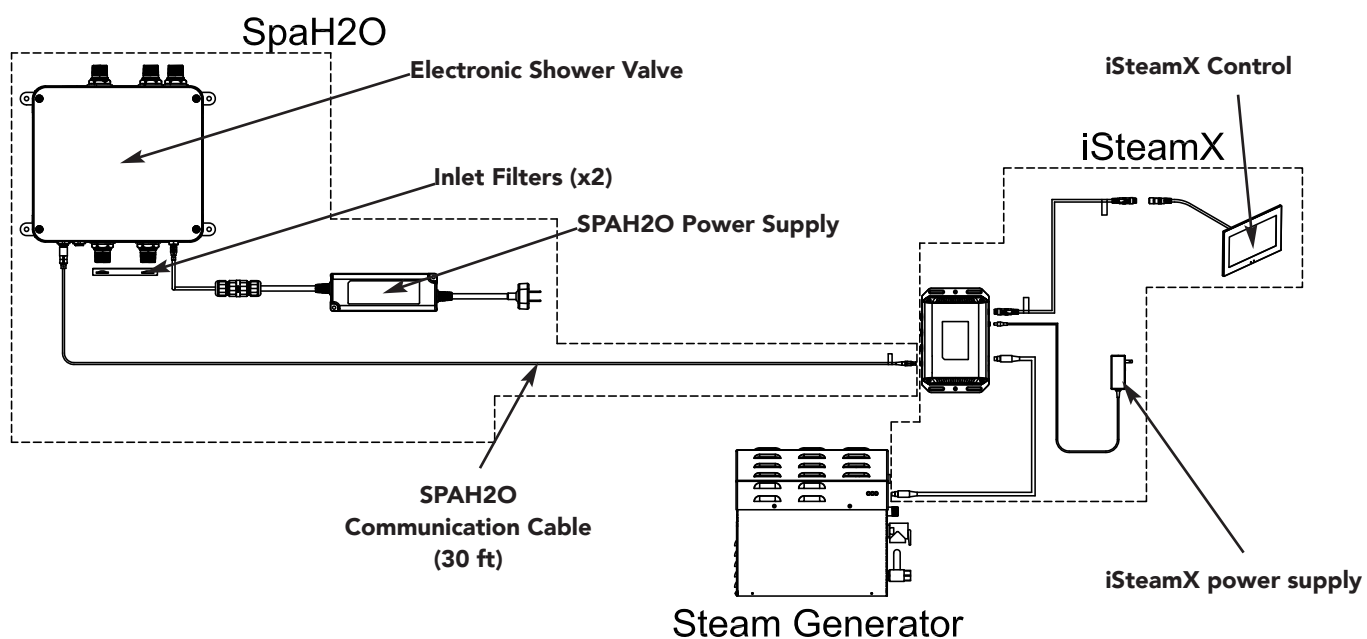 SpaH2O
Electronic Shower Valve
iSteamX Control
iSteamX
Inlet Filters (x2)
SPAH2O Power Supply
SPAH2O
Communication Cable
(30 ft)
iSteamX power supply
Steam Generator